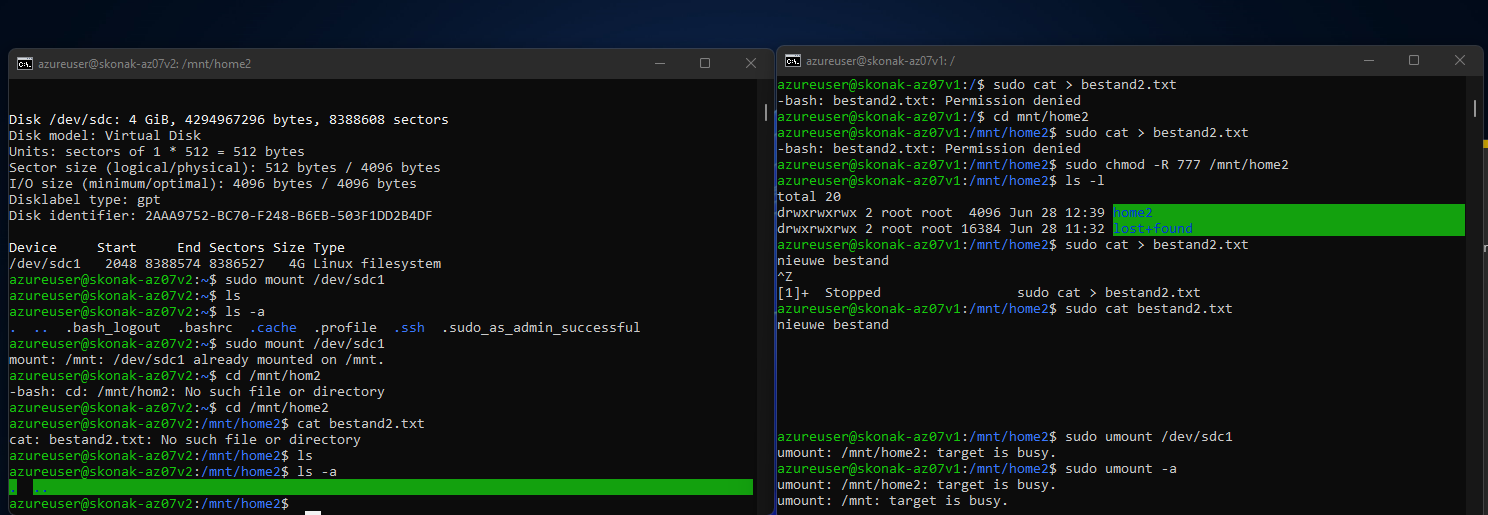 azureuser@skonak-az07v2: /mnt/home2
Disk /dev/sdc: 4 GiB, 4294967296 bytes, 8388608 sectors
Disk model: Virtual Disk
Units: sectors of 1 * 512 = 512 bytes
Sector size (logical/physical): 512 bytes / 4096 bytes
I/O size (minimum/optimal): 4096 bytes / 4096 bytes
Disklabel type: gpt
Disk identifier: 2AAA9752-BC70-F248-B6EB-503F1DD2B4DF
Device     Start     End Sectors Size Type
/dev/sdc1   2048 8388574 8386527   4G Linux filesystem
azureuser@skonak-az07v2:~$ sudo mount /dev/sdc1
azureuser@skonak-az07v2:~$ ls
azureuser@skonak-az07v2:~$ ls -a
.  ..  .bash_logout  .bashrc  .cache  .profile  .ssh  .sudo_as_admin_successful
azureuser@skonak-az07v2:~$ sudo mount /dev/sdc1
mount: /mnt: /dev/sdc1 already mounted on /mnt.
azureuser@skonak-az07v2:~$ cd /mnt/hom2
-bash: cd: /mnt/hom2: No such file or directory
azureuser@skonak-az07v2:~$ cd /mnt/home2
azureuser@skonak-az07v2:/mnt/home2$ cat bestand2.txt
cat: bestand2.txt: No such file or directory
azureuser@skonak-az07v2:/mnt/home2$ ls
azureuser@skonak-az07v2:/mnt/home2$ ls -a
.  ..
azureuser@skonak-az07v2:/mnt/home2$
azureuser@skonak-az07v1: /
azureuser@skonak-az07v1:/$ sudo cat > bestand2.txt
-bash: bestand2.txt: Permission denied
azureuser@skonak-az07v1:/$ cd mnt/home2
azureuser@skonak-az07v1:/mnt/home2$ sudo cat > bestand2.txt
-bash: bestand2.txt: Permission denied
azureuser@skonak-az07v1:/mnt/home2$ sudo chmod -R 777 /mnt/home2
azureuser@skonak-az07v1:/mnt/home2$ ls -l
total 20
drwxrwxrwx 2 root root  4096 Jun 28 12:39 home2
drwxrwxrwx 2 root root 16384 Jun 28 11:32 lost+found
azureuser@skonak-az07v1:/mnt/home2$ sudo cat > bestand2.txt
nieuwe bestand
^Z
[1]+  Stopped                 sudo cat > bestand2.txt
azureuser@skonak-az07v1:/mnt/home2$ sudo cat bestand2.txt
nieuwe bestand
azureuser@skonak-az07v1:/mnt/home2$ sudo umount /dev/sdc1
umount: /mnt/home2: target is busy.
azureuser@skonak-az07v1:/mnt/home2$ sudo umount -a
umount: /mnt/home2: target is busy.
umount: /mnt: target is busy.